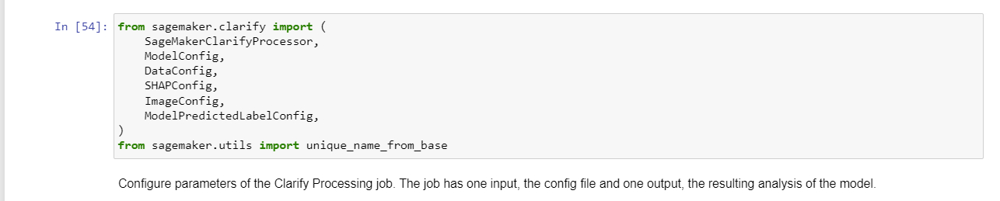 In [54]: from sagemaker.clarify import (
    SageMakerClarifyProcessor,
    ModelConfig,
    DataConfig,
    SHAPConfig,
    ImageConfig,
    ModelPredictedLabelConfig,
)
from sagemaker.utils import unique_name_from_base
Configure parameters of the Clarify Processing job. The job has one input, the config file and one output, the resulting analysis of the model.